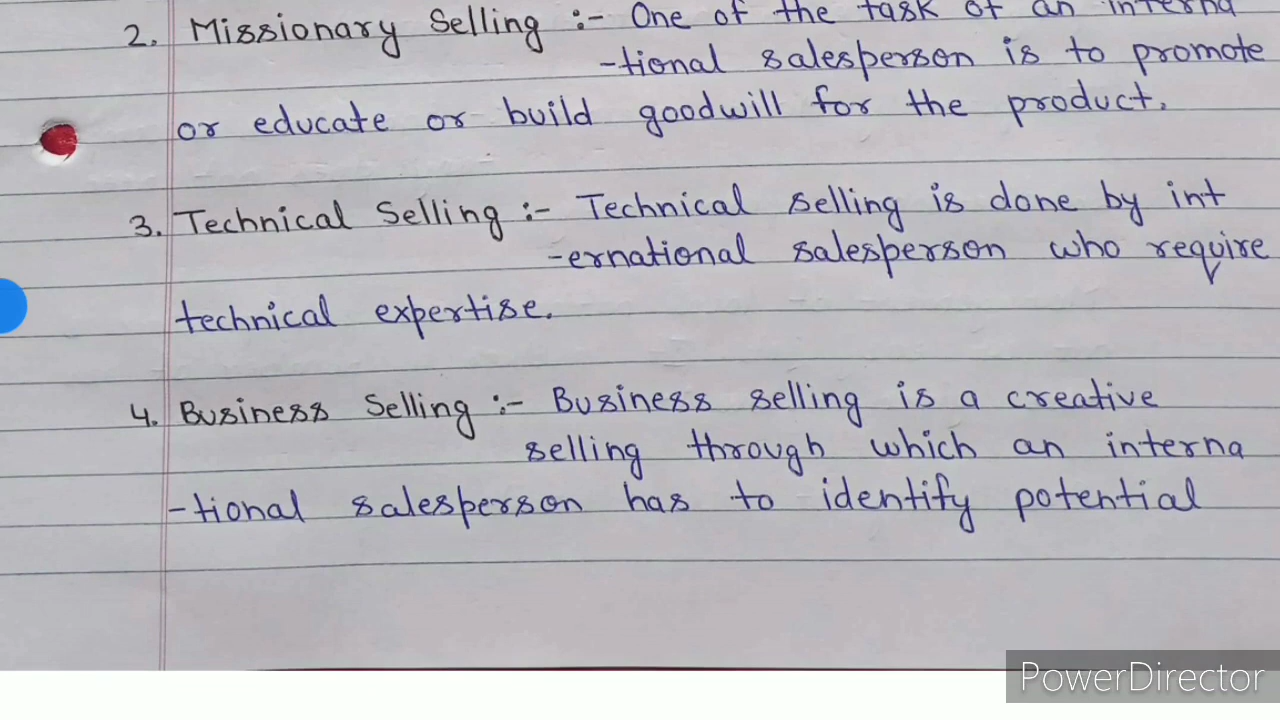 2. Missionary Selling :- One of the task of an interna
-tional salesperson is to promote
or educate or build goodwill for the product.
3. Technical Selling :- Technical selling is done by int
-ernational salesperson who require
technical expertise.
4. Business Selling :- Business selling is a creative
selling through which an interna
-tional salesperson has to identify potential
PowerDirector